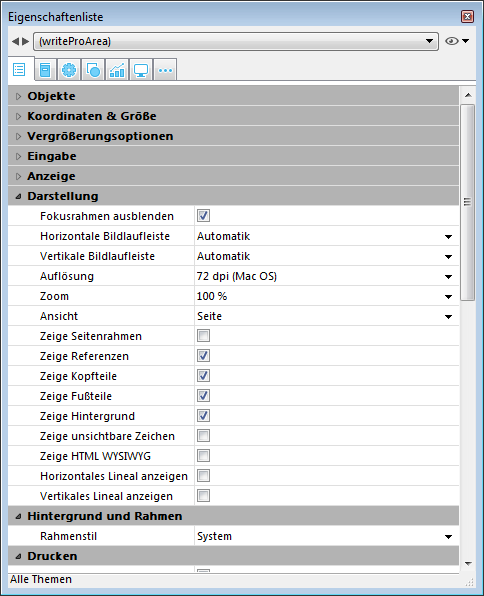 Eigenschaftenliste
(writeProArea)
Objekte
Koordinaten & Größe
Vergrößerungsoptionen
Eingabe
Anzeige
Darstellung
Fokusrahmen ausblenden
Horizontale Bildlaufleiste Automatik
Vertikale Bildlaufleiste Automatik
Auflösung 72 dpi (Mac OS)
Zoom 100 %
Ansicht Seite
Zeige Seitenrahmen
Zeige Referenzen
Zeige Kopfteile
Zeige Fußteile
Zeige Hintergrund
Zeige unsichtbare Zeichen
Zeige HTML WYSIWYG
Horizontales Lineal anzeigen
Vertikales Lineal anzeigen
Hintergrund und Rahmen
Rahmenstil System
Drucken
Alle Themen